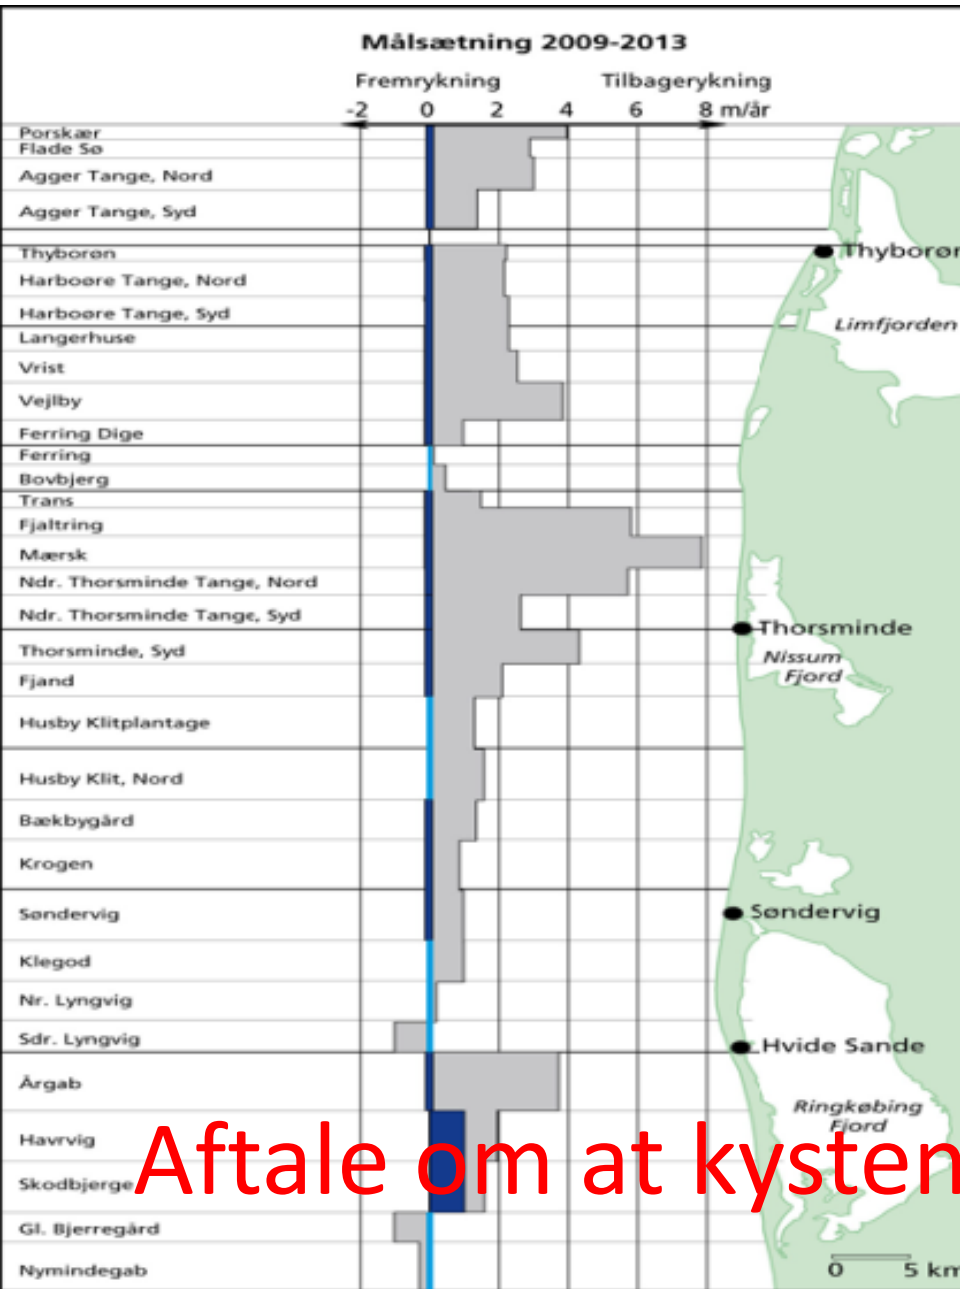 Målsætning 2009-2013
Fremrykning Tilbagerykning
-2 0 2 4 6 8 m/år
Porskær
Flade Sø
Agger Tange, Nord
Agger Tange, Syd
Thyborøn
Harboøre Tange, Nord
Harboøre Tange, Syd
Langerhuse
Vrist
Vejlby
Ferring Dige
Ferring
Bovbjerg
Trans
Fjaltring
Mærsk
Ndr. Thorsminde Tange, Nord
Ndr. Thorsminde Tange, Syd
Thorsminde, Syd
Fjand
Husby Klitplantage
Husby Klit, Nord
Bækbygård
Krogen
Søndervig
Klegod
Nr. Lyngvig
Sdr. Lyngvig
Årgab
Havrvig
Skodbjerge
Gl. Bjerregård
Nymindegab
Thyborøn
Limfjorden
Thorsminde
Nissum
Fjord
Søndervig
Hvide Sande
Ringkøbing
Fjord
Aftale om at kysten
0 5 km